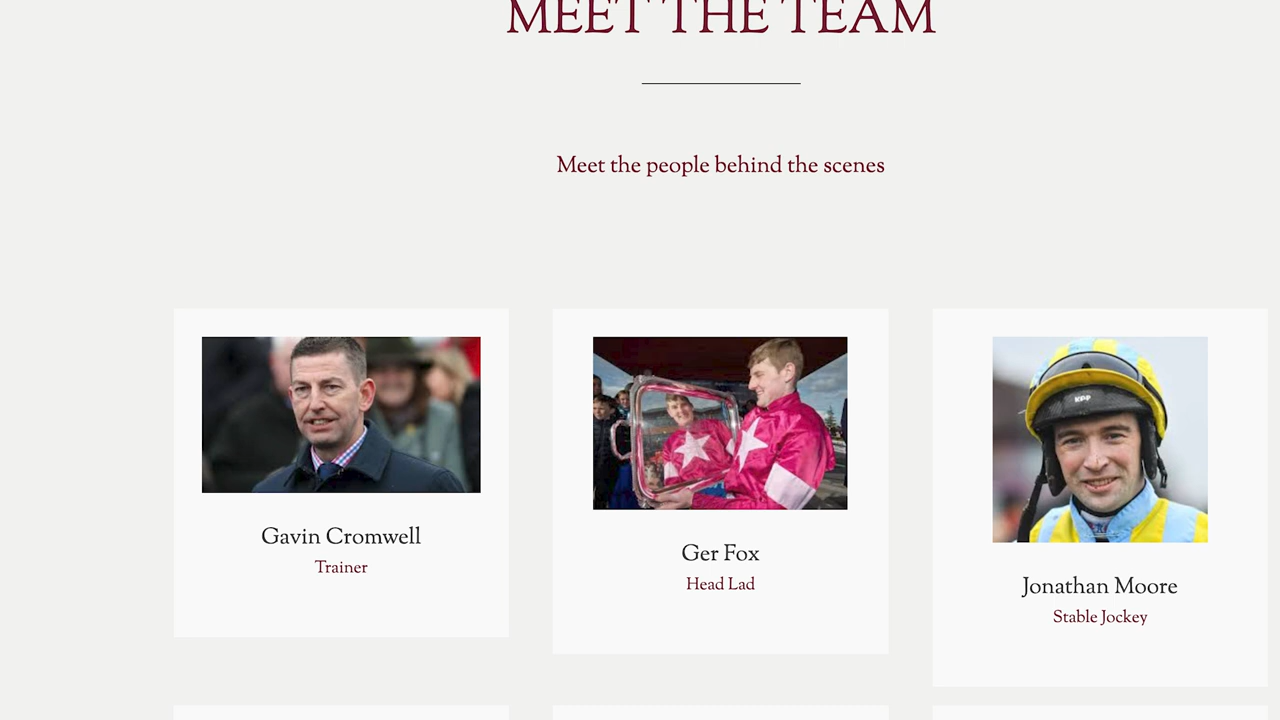 MEET THE TEAM
Meet the people behind the scenes
Gavin Cromwell
Trainer
Ger Fox
Head Lad
KPP
Jonathan Moore
Stable Jockey